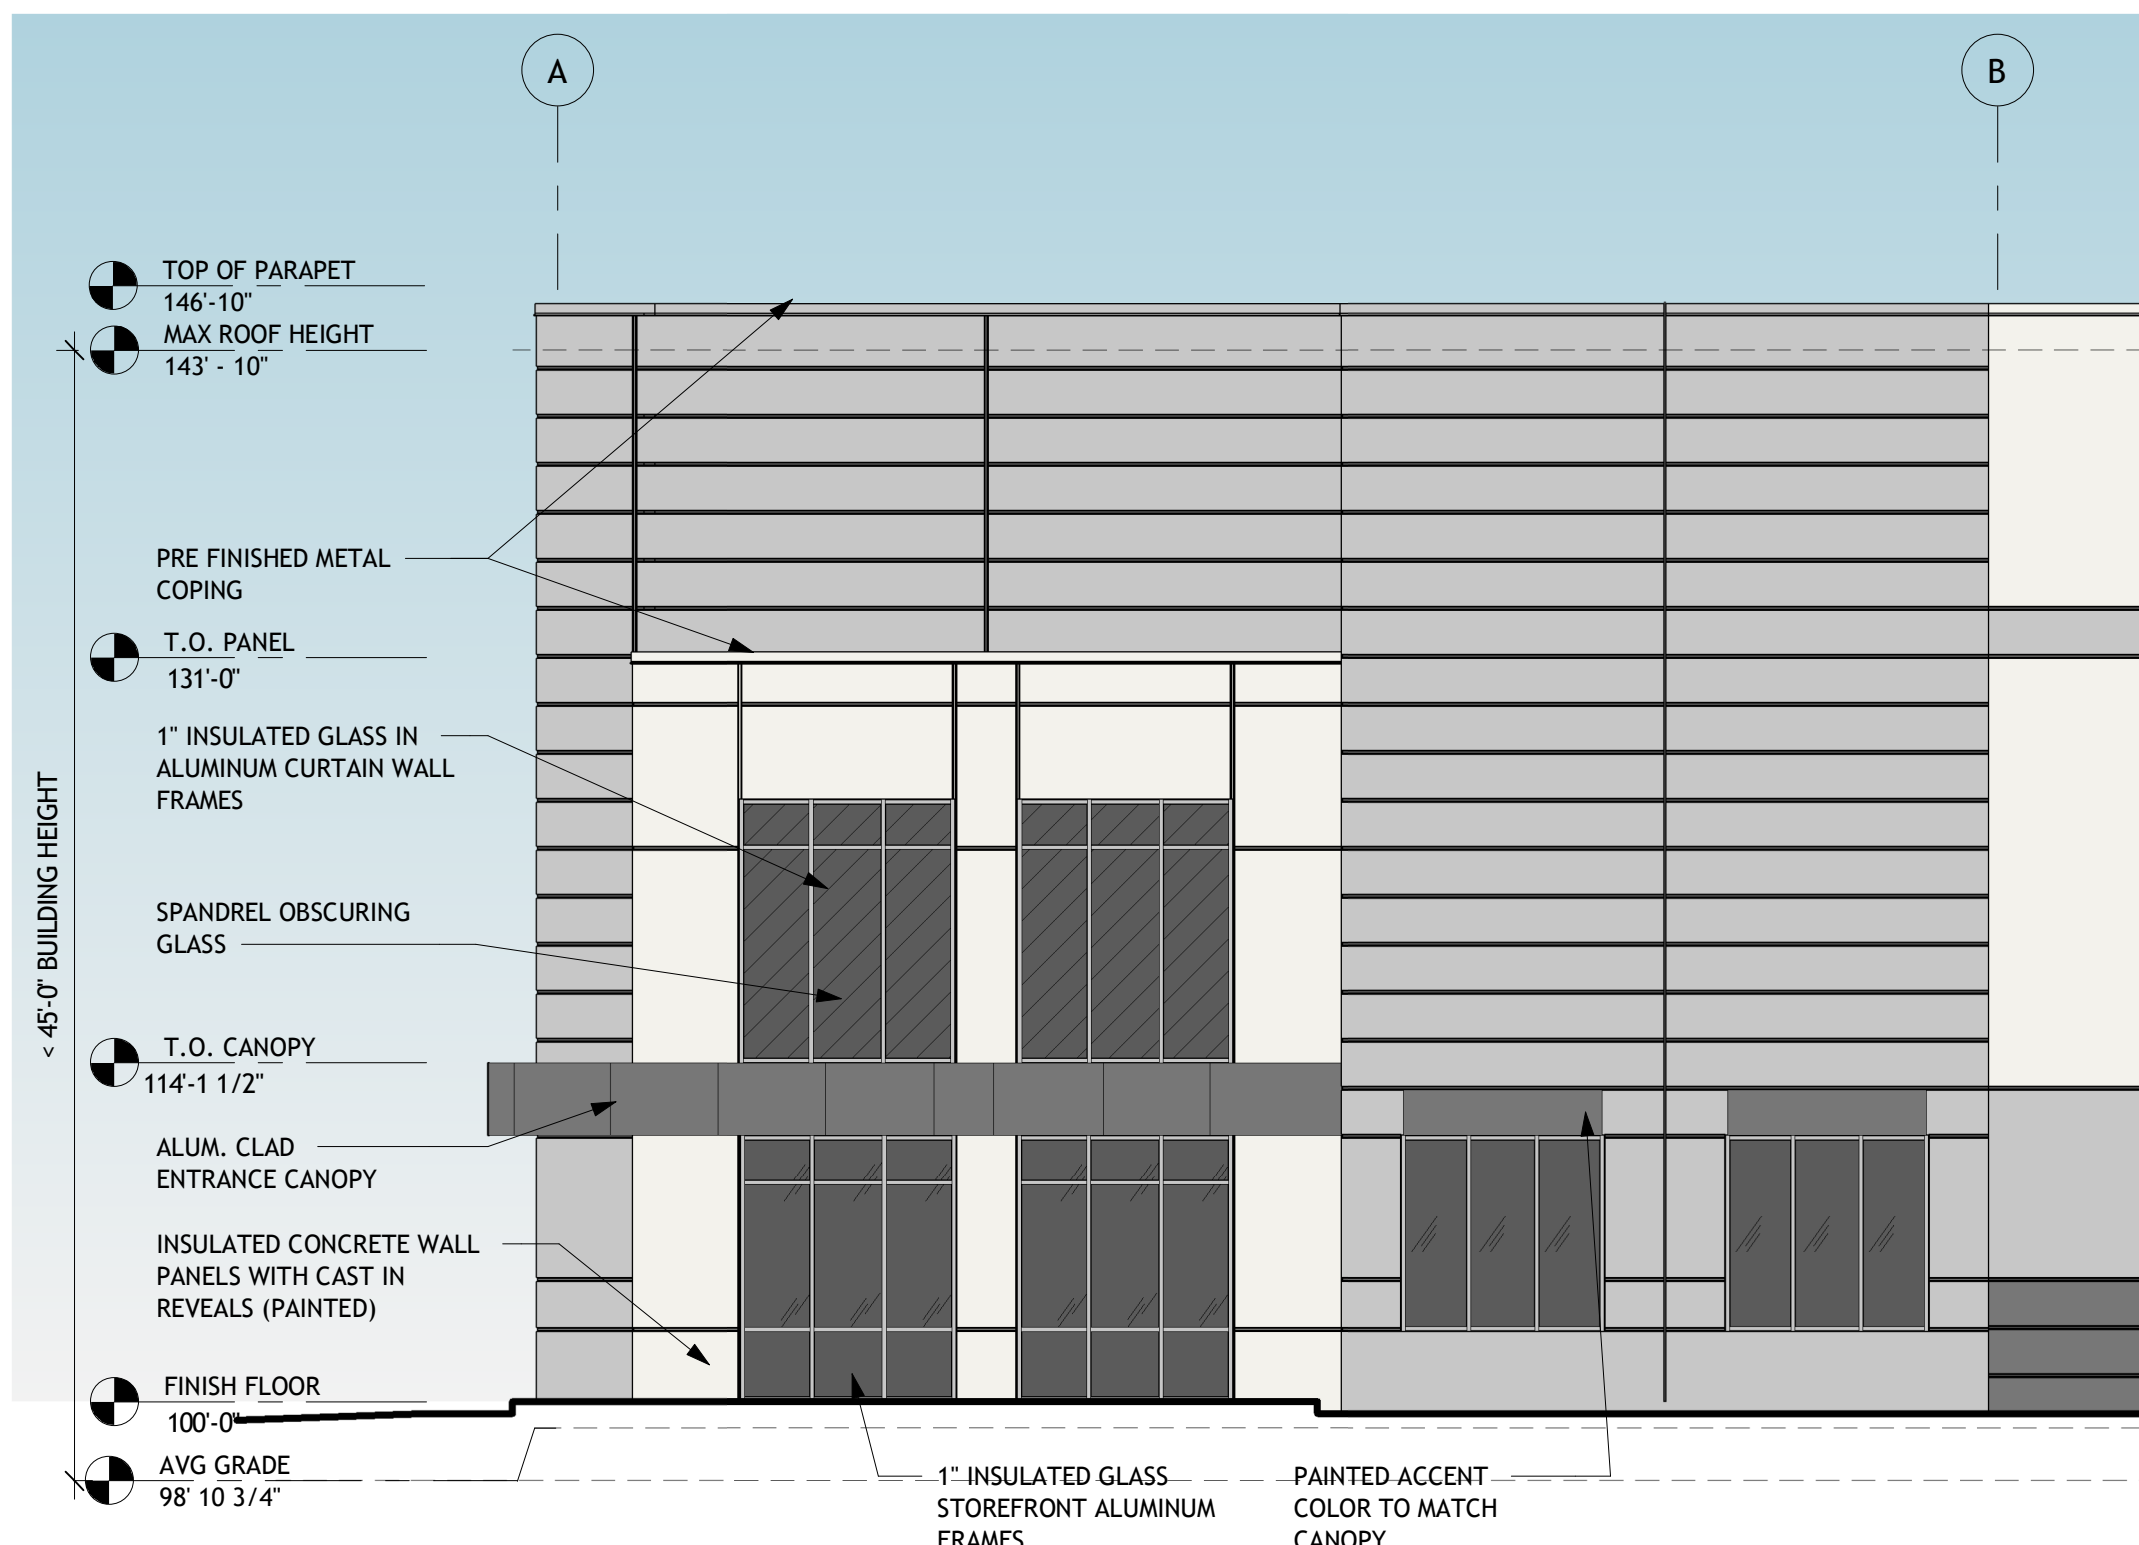 A
B
TOP OF PARAPET
146'-10"
MAX ROOF HEIGHT
143' - 10"
PRE FINISHED METAL
COPING
T.O. PANEL
131'-0"
1" INSULATED GLASS IN
ALUMINUM CURTAIN WALL
FRAMES
< 45'-0" BUILDING HEIGHT
SPANDREL OBSCURING
GLASS
T.O. CANOPY
114'-1 1/2"
ALUM. CLAD
ENTRANCE CANOPY
INSULATED CONCRETE WALL
PANELS WITH CAST IN
REVEALS (PAINTED)
FINISH FLOOR
100'-0"
AVG GRADE
98' 10 3/4"
1" INSULATED GLASS
STOREFRONT ALUMINUM
FRAMES
PAINTED ACCENT
COLOR TO MATCH
CANOPY